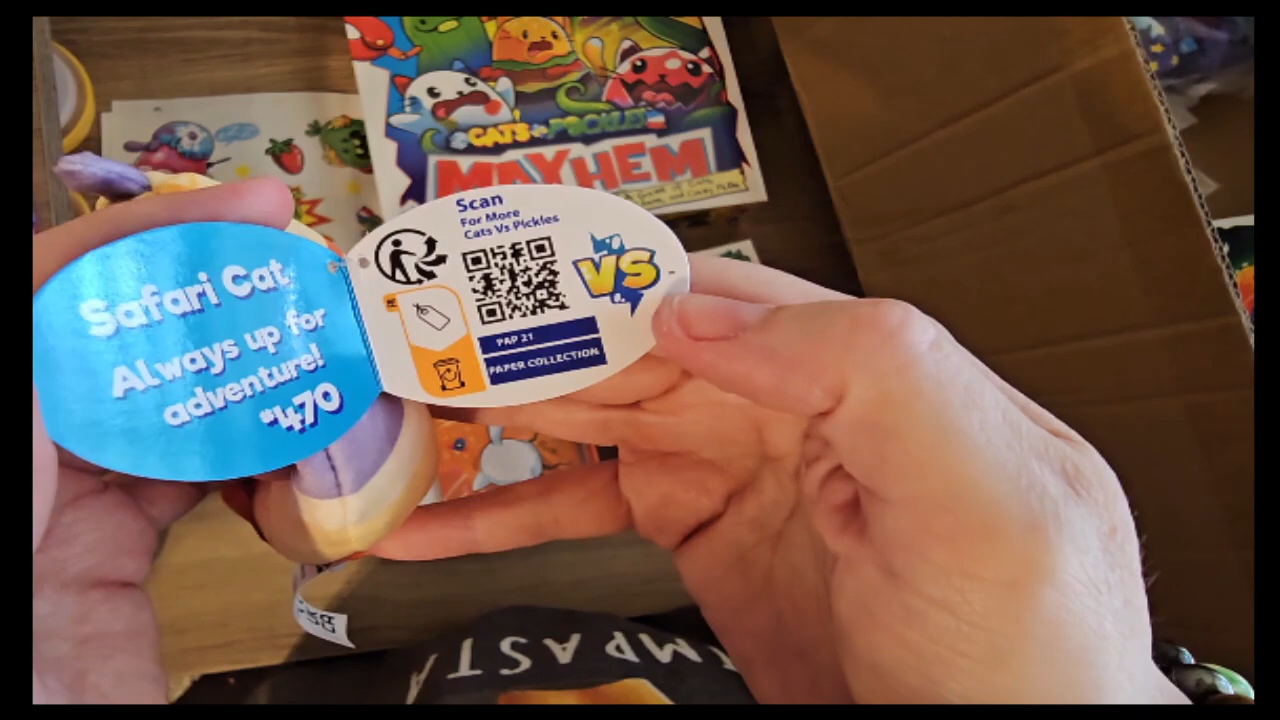 CATS vs PICKLES
MAYHEM
Safari Cat
Always up for
adventure!
#470
Scan
For More
Cats Vs Pickles
VS
PAP 21
PAPER COLLECTION
IMPASTA